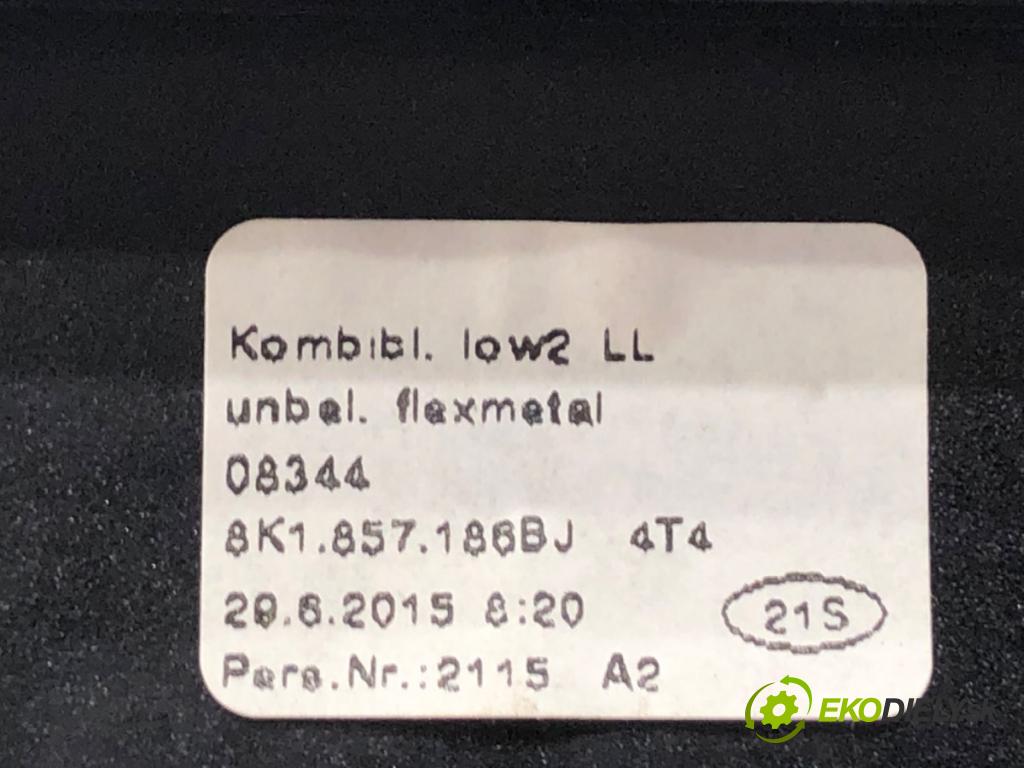 Kombibl. low2 LL
unbel. flexmetal
08344
8K1.857.186BJ 4T4
29.6.2015 8:20
21S
Pers.Nr.:2115 A2